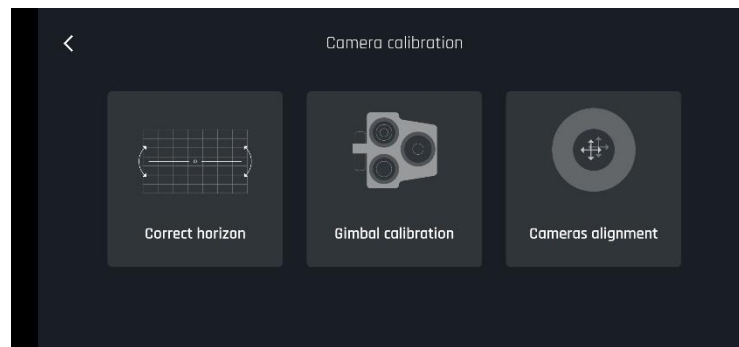 Camera calibration
Correct horizon
Gimbal calibration
Cameras alignment